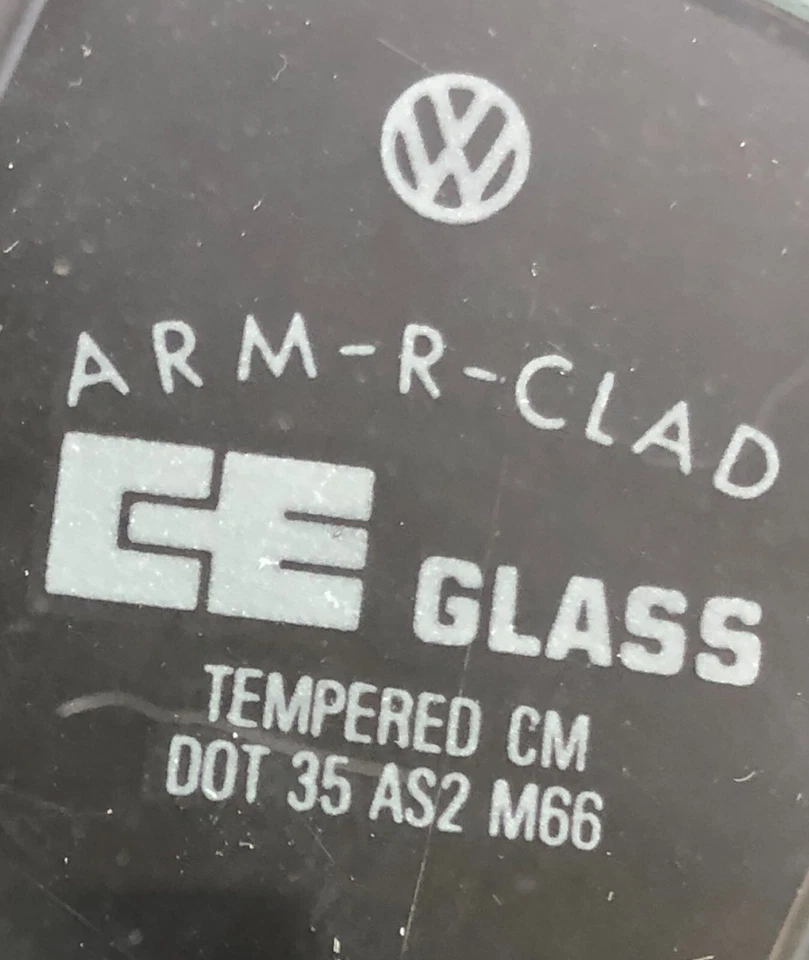 ARM-R-CLAD
CE GLASS
TEMPERED CM
DOT 35 AS2 M66